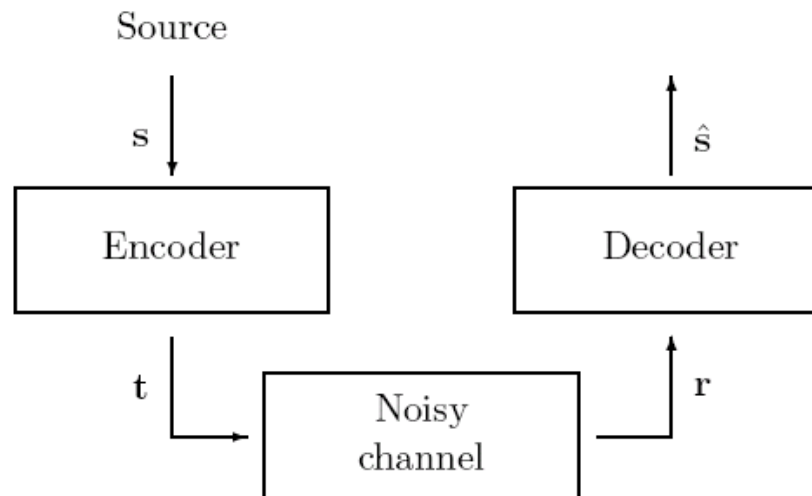 Source
s
ŝ
Encoder
Decoder
t
r
Noisy
channel